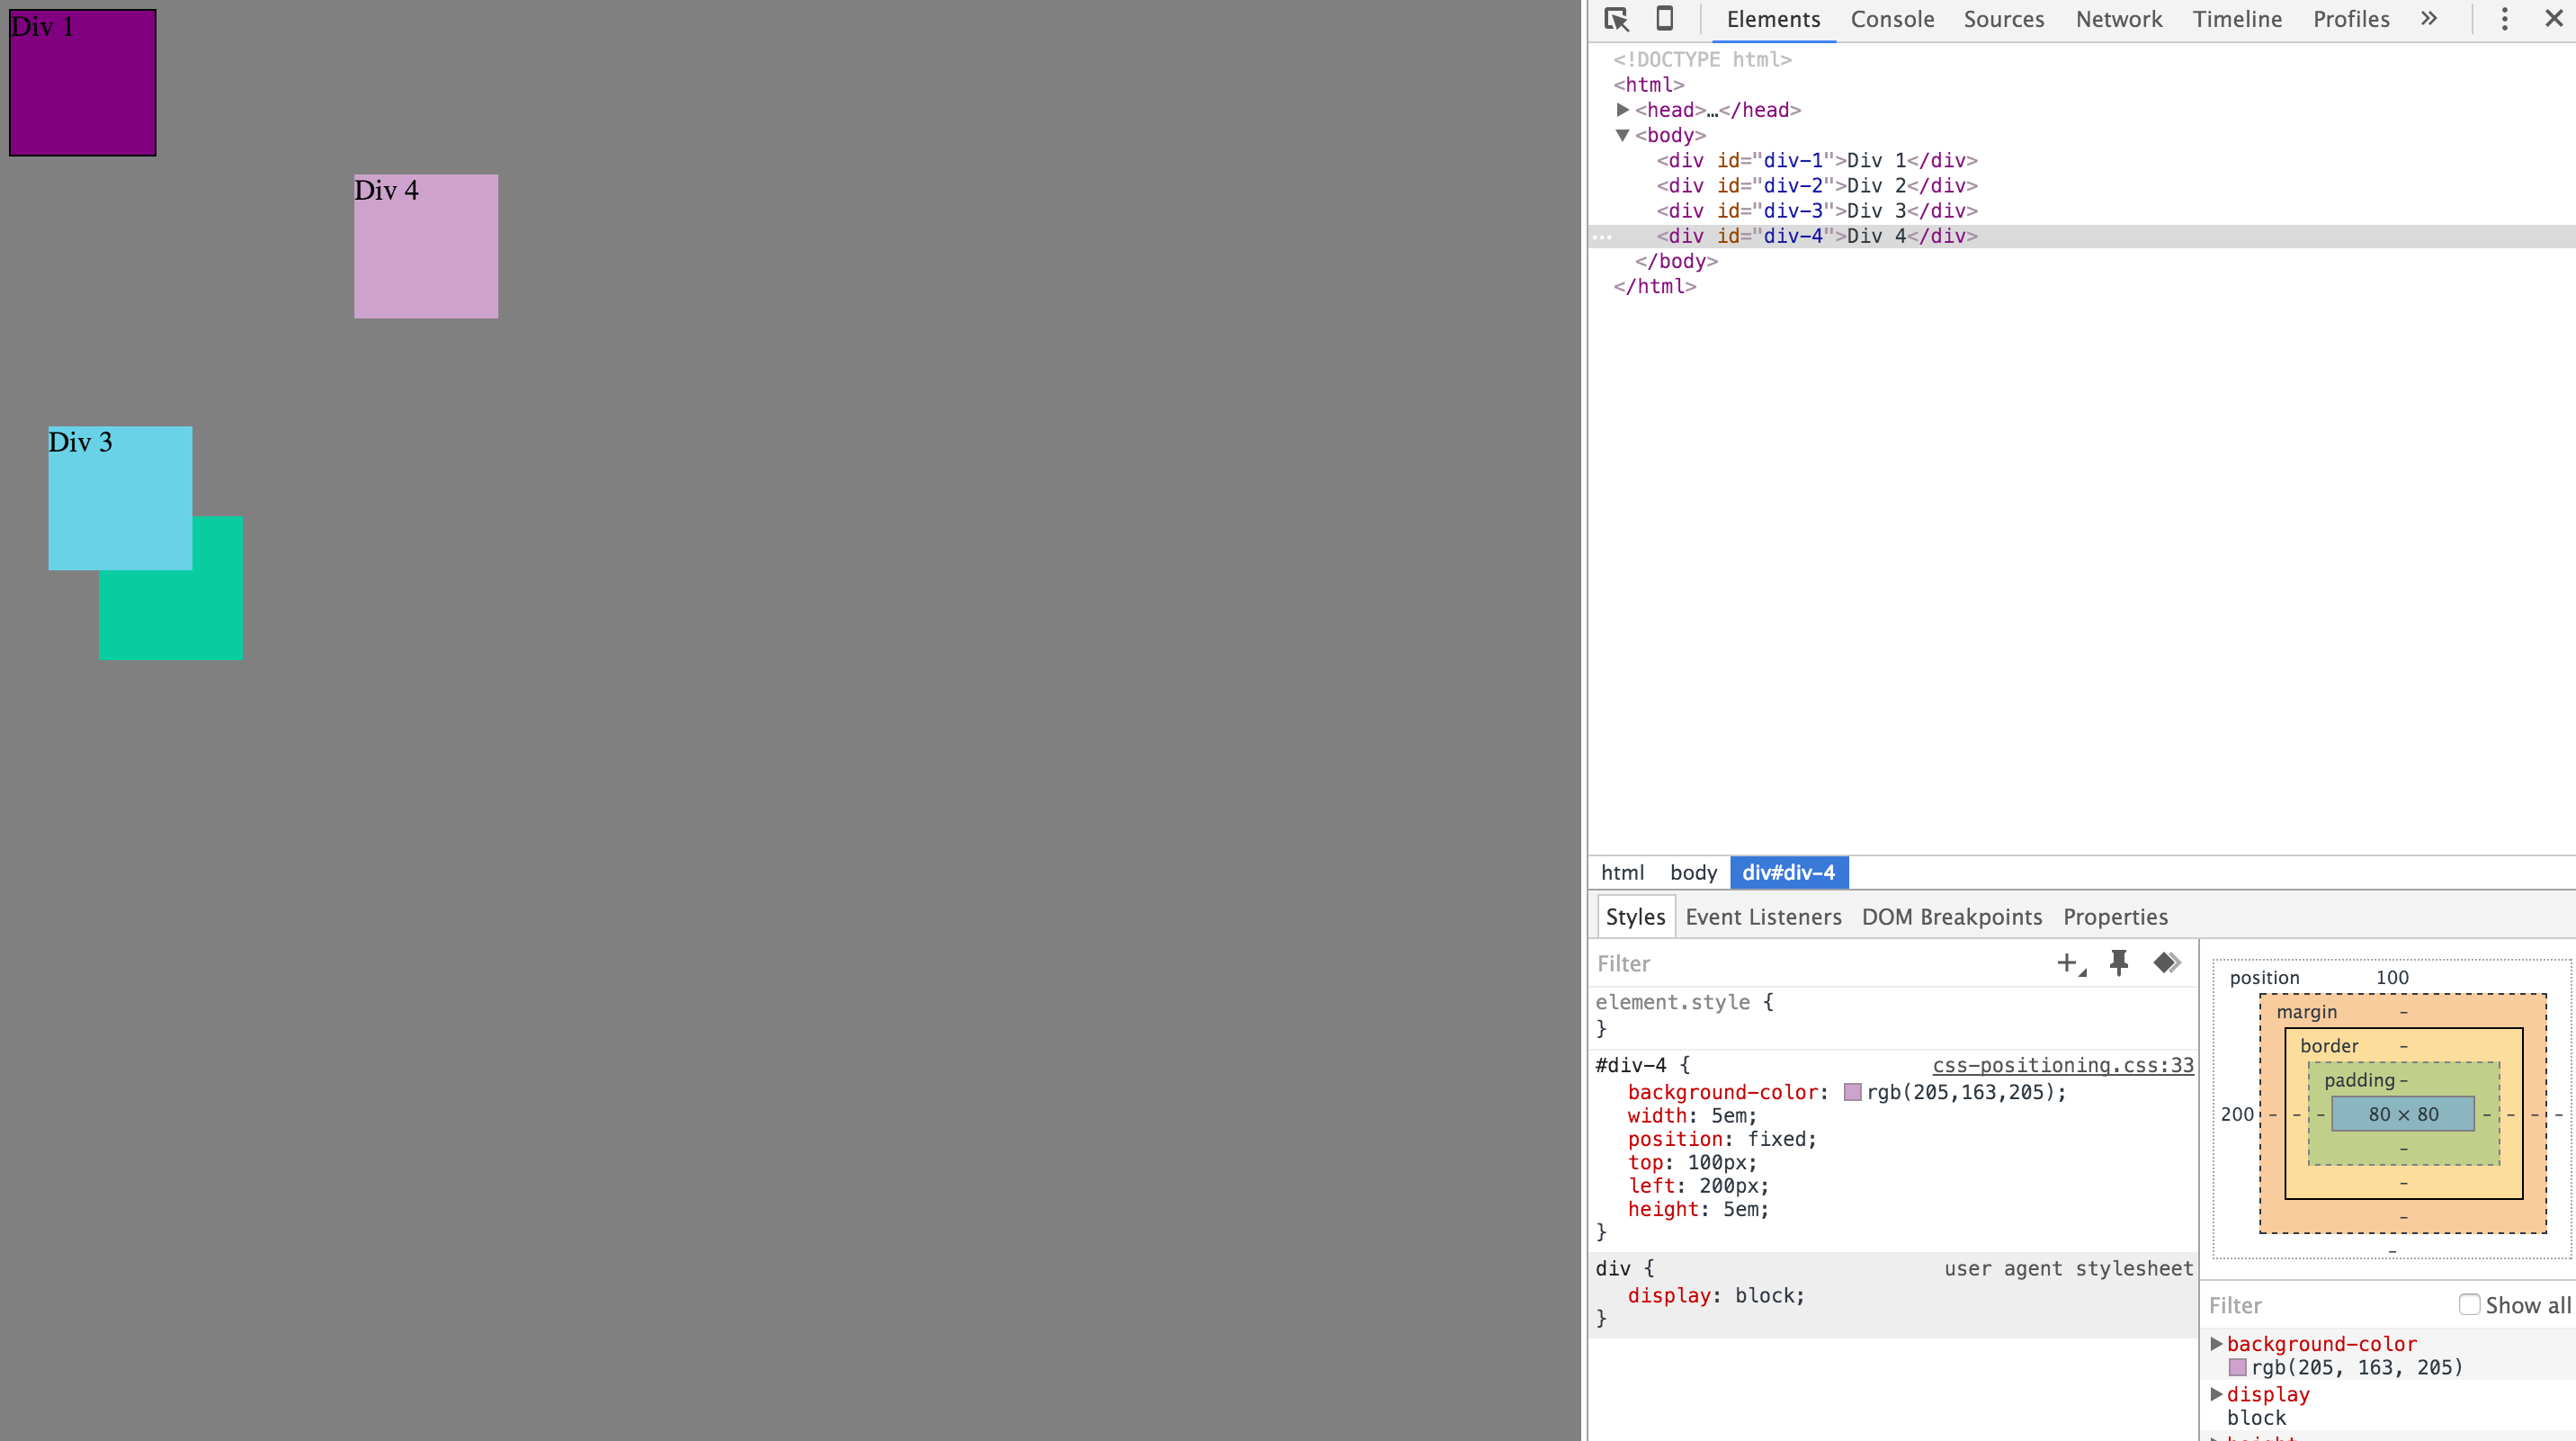 Div 1
Div 4
Div 3
Elements Console Sources Network Timeline Profiles »
<!DOCTYPE html>
<html>
<head>…</head>
<body>
<div id="div-1">Div 1</div>
<div id="div-2">Div 2</div>
<div id="div-3">Div 3</div>
<div id="div-4">Div 4</div>
</body>
</html>
html body div#div-4
Styles Event Listeners DOM Breakpoints Properties
Filter
element.style {
}
#div-4 { css-positioning.css:33
background-color: rgb(205,163,205);
width: 5em;
position: fixed;
top: 100px;
left: 200px;
height: 5em;
}
div { user agent stylesheet
display: block;
}
position 100
margin -
border -
padding -
200 - - - 80 × 80 - - - -
-
-
-
-
Filter Show all
background-color
rgb(205, 163, 205)
display
block